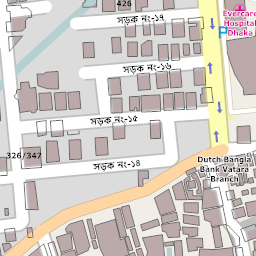 426
সড়ক নং-১৭
Evercare
Hospital
Dhaka
সড়ক নং-১৬
সড়ক নং-১৫
326/347
সড়ক নং-১৪
Dutch Bangla
Bank Vatara
Branch